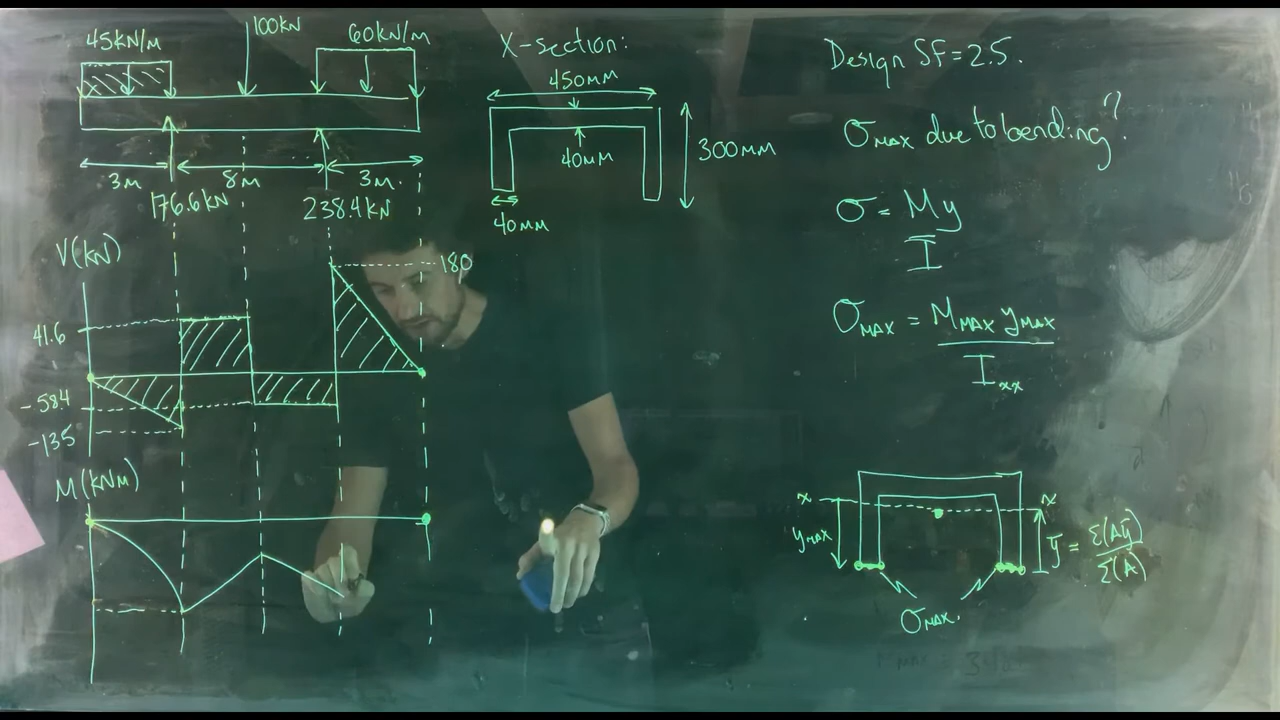 45KN/M
100KN
60KN/M
3M
8M
3M.
176.6KN
238.4KN
X-section:
450MM
40MM
300MM
40MM
V(KN)
180
41.6
-58.4
-135
M(KNM)
Design SF=2.5.
σMAX due to bending?
σ = My
I
σMAX = MMAX yMAX
Ixx
x
x
yMAX
ȳ = Σ(Aȳ)
Σ(A)
σMAX.